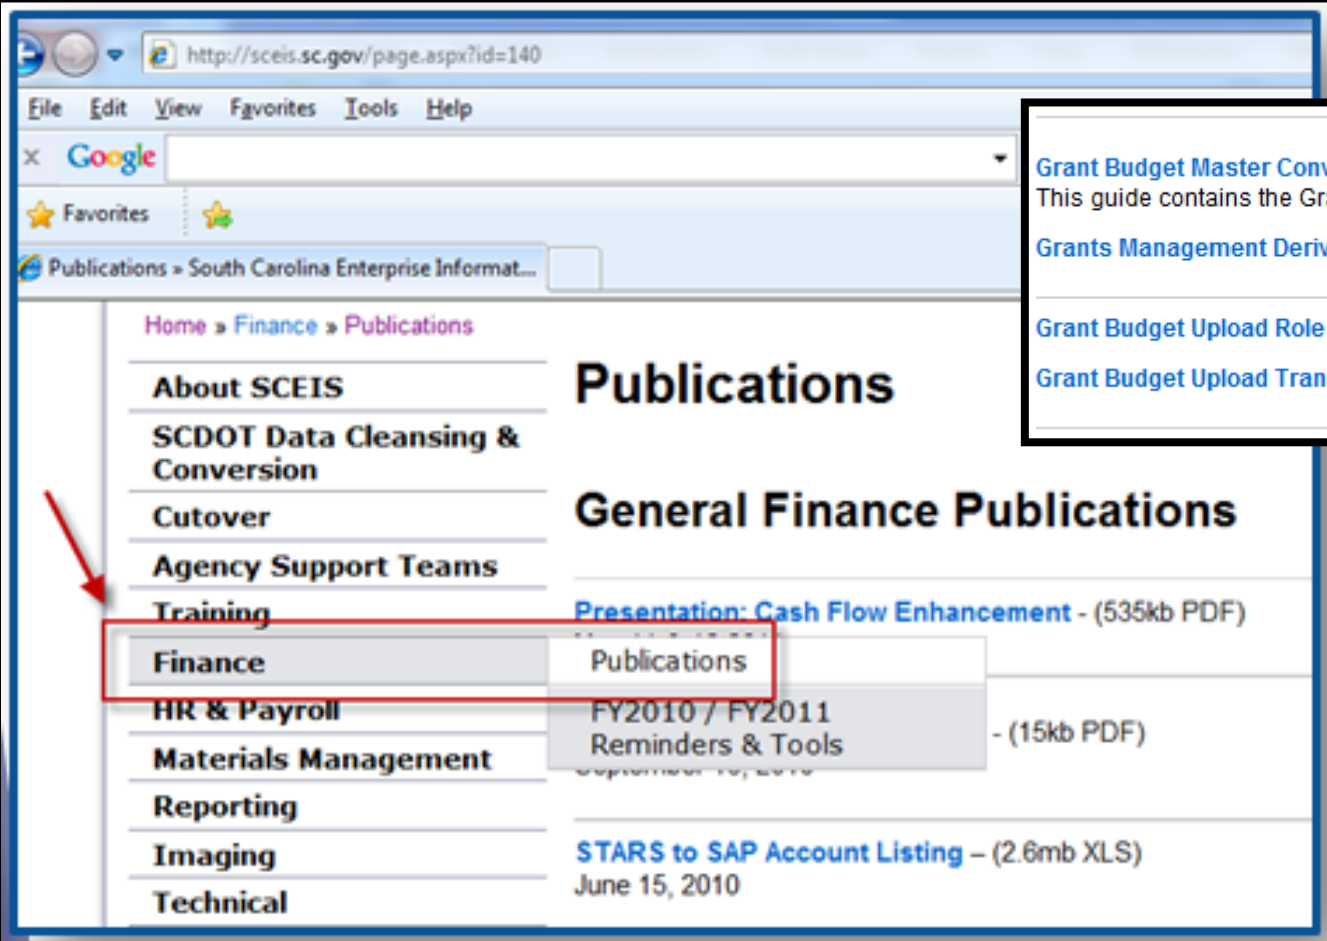 http://sceis.sc.gov/page.aspx?id=140
File Edit View Favorites Tools Help
x Google
Favorites
Publications » South Carolina Enterprise Informat...
Home » Finance » Publications
About SCEIS
SCDOT Data Cleansing &
Conversion
Cutover
Agency Support Teams
Training
Finance
HR & Payroll
Materials Management
Reporting
Imaging
Technical
Publications
FY2010 / FY2011
Reminders & Tools
Publications
General Finance Publications
Presentation: Cash Flow Enhancement - (535kb PDF)
- (15kb PDF)
STARS to SAP Account Listing – (2.6mb XLS)
June 15, 2010
Grant Budget Master Conv
This guide contains the Gra
Grants Management Deriv
Grant Budget Upload Role
Grant Budget Upload Tran